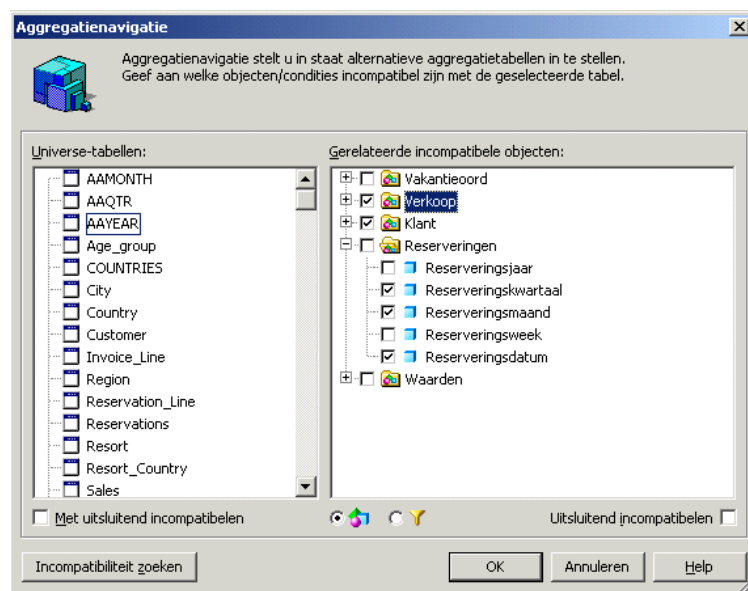 Aggregatienavigatie
Aggregatienavigatie stelt u in staat alternatieve aggregatietabellen in te stellen.
Geef aan welke objecten/condities incompatibel zijn met de geselecteerde tabel.
Universe-tabellen:
AAMONTH
AAQTR
AAYEAR
Age_group
COUNTRIES
City
Country
Customer
Invoice_Line
Region
Reservation_Line
Reservations
Resort
Resort_Country
Sales
Met uitsluitend incompatibelen
Gerelateerde incompatibele objecten:
Vakantieoord
Verkoop
Klant
Reserveringen
Reserveringsjaar
Reserveringskwartaal
Reserveringsmaand
Reserveringsweek
Reserveringsdatum
Waarden
Uitsluitend incompatibelen
Incompatibiliteit zoeken
OK
Annuleren
Help